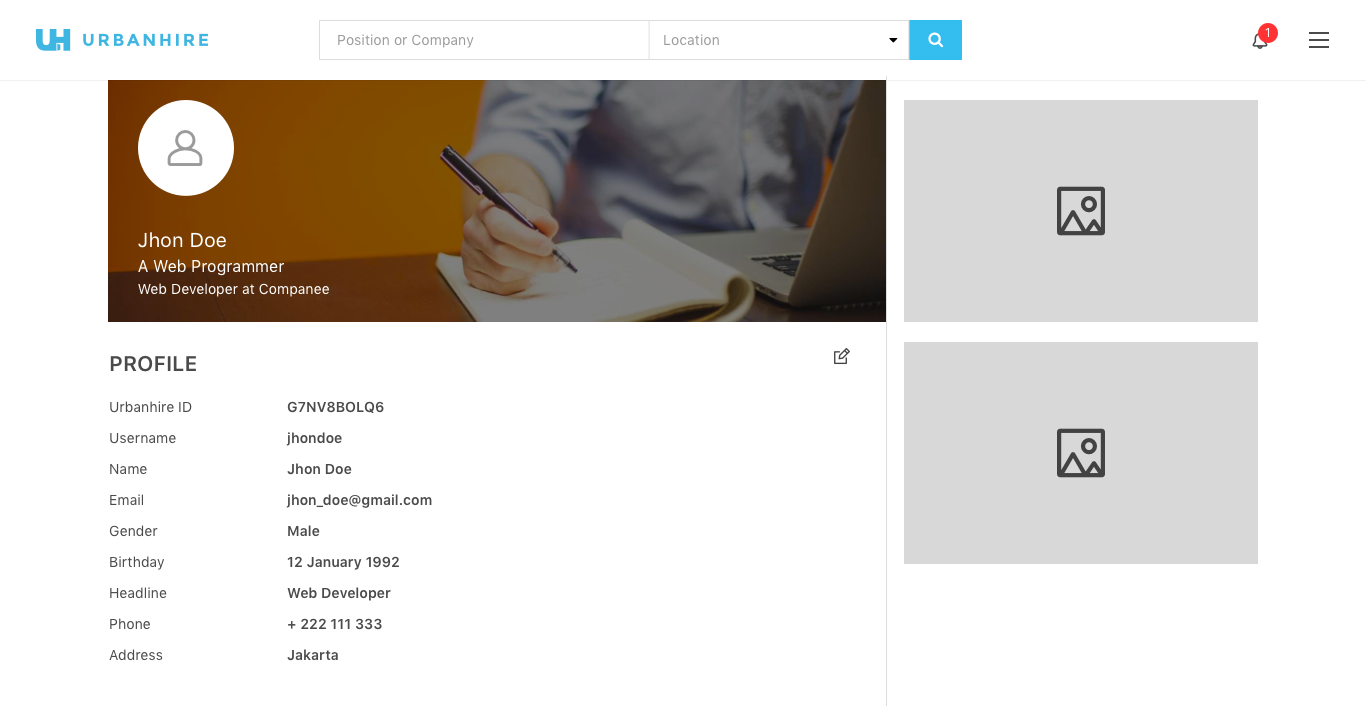 UH URBANHIRE
Position or Company
Location
1
Jhon Doe
A Web Programmer
Web Developer at Companee
PROFILE
Urbanhire ID G7NV8BOLQ6
Username jhondoe
Name Jhon Doe
Email jhon_doe@gmail.com
Gender Male
Birthday 12 January 1992
Headline Web Developer
Phone + 222 111 333
Address Jakarta